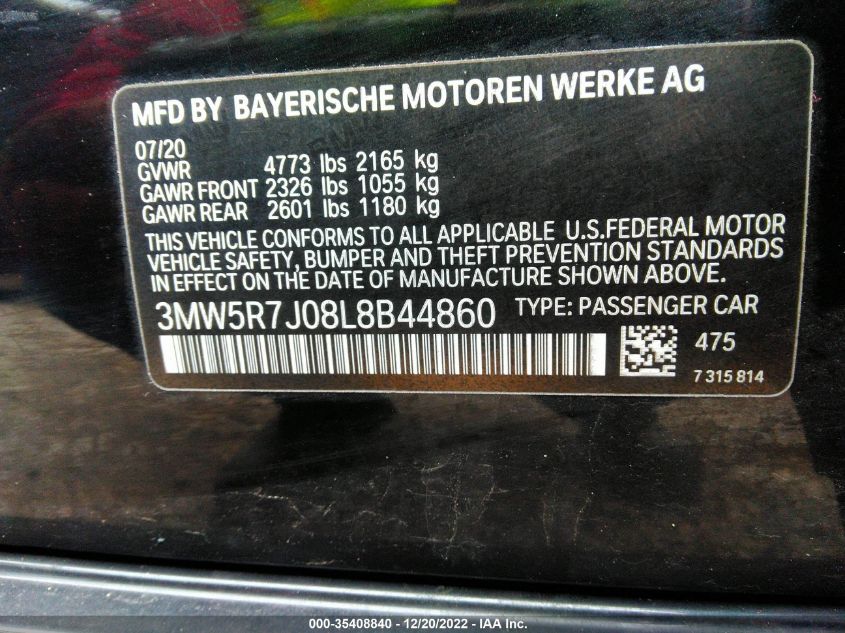 MFD BY BAYERISCHE MOTOREN WERKE AG
07/20
GVWR 4773 lbs 2165 kg
GAWR FRONT 2326 lbs 1055 kg
GAWR REAR 2601 lbs 1180 kg
THIS VEHICLE CONFORMS TO ALL APPLICABLE U.S.FEDERAL MOTOR
VEHICLE SAFETY, BUMPER AND THEFT PREVENTION STANDARDS
IN EFFECT ON THE DATE OF MANUFACTURE SHOWN ABOVE.
3MW5R7J08L8B44860 TYPE: PASSENGER CAR
475
7 315 814
000-35408840 - 12/20/2022 - IAA Inc.